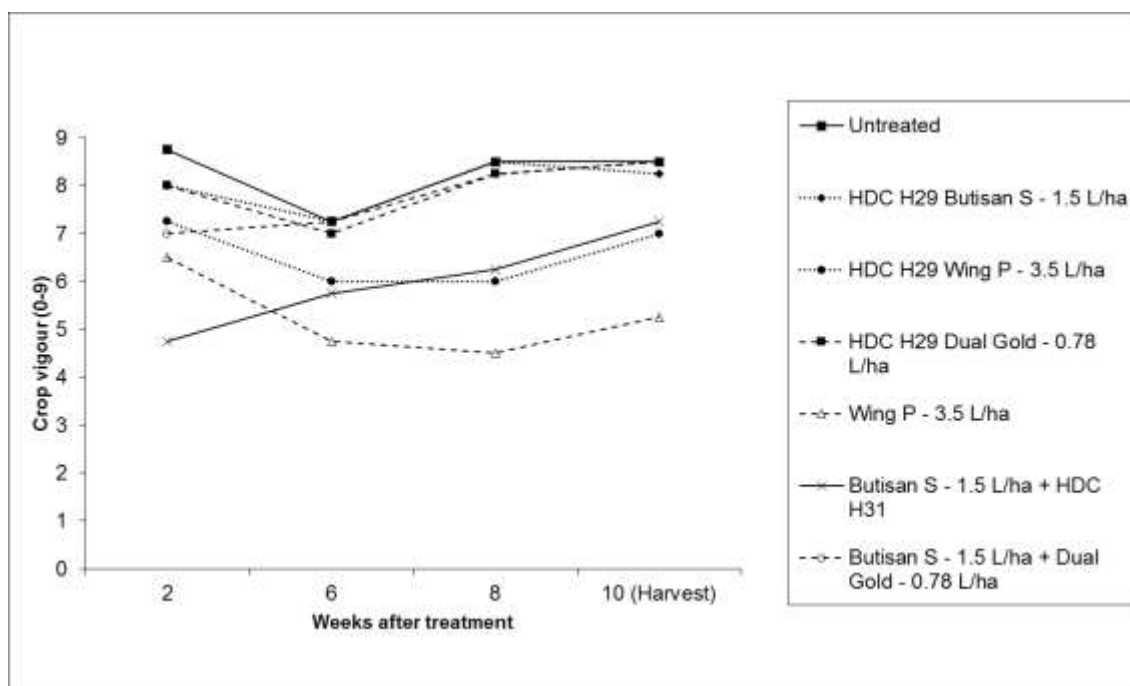 Crop vigour (0-9)
9
8
7
6
5
4
3
2
1
0
2
6
8
10 (Harvest)
Weeks after treatment
Untreated
HDC H29 Butisan S - 1.5 L/ha
HDC H29 Wing P - 3.5 L/ha
HDC H29 Dual Gold - 0.78
L/ha
Wing P - 3.5 L/ha
Butisan S - 1.5 L/ha + HDC
H31
Butisan S - 1.5 L/ha + Dual
Gold - 0.78 L/ha